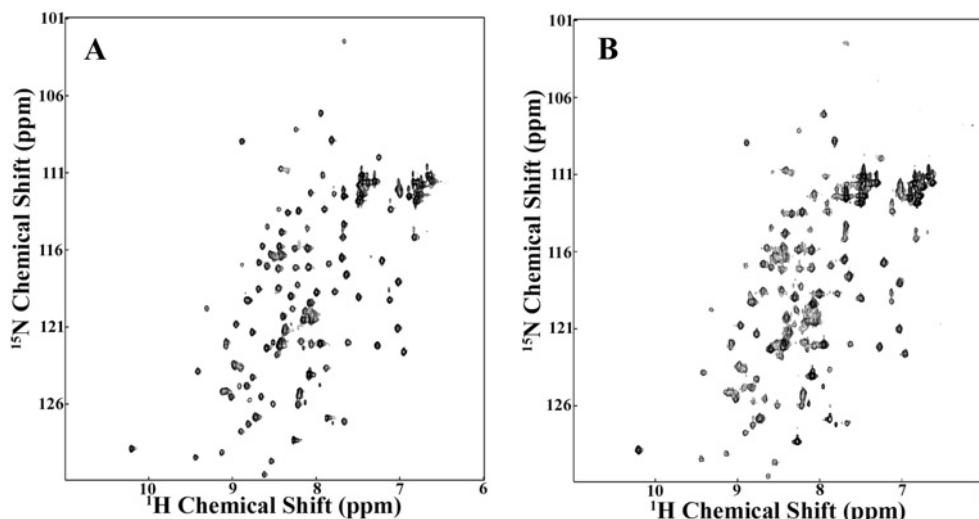 A
101
106
111
116
121
126
¹⁵N Chemical Shift (ppm)
10 9 8 7 6
¹H Chemical Shift (ppm)
B
101
106
111
116
121
126
¹⁵N Chemical Shift (ppm)
10 9 8 7
¹H Chemical Shift (ppm)